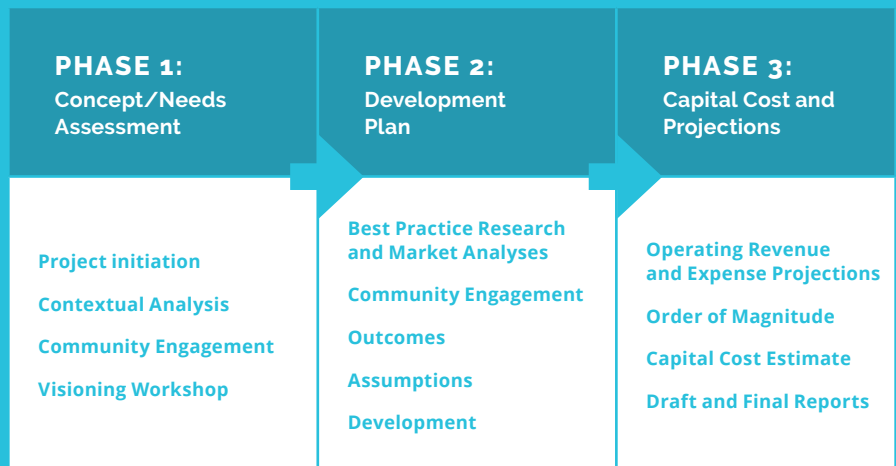 PHASE 1:
Concept/Needs
Assessment
Project initiation
Contextual Analysis
Community Engagement
Visioning Workshop
PHASE 2:
Development
Plan
Best Practice Research
and Market Analyses
Community Engagement
Outcomes
Assumptions
Development
PHASE 3:
Capital Cost and
Projections
Operating Revenue
and Expense Projections
Order of Magnitude
Capital Cost Estimate
Draft and Final Reports